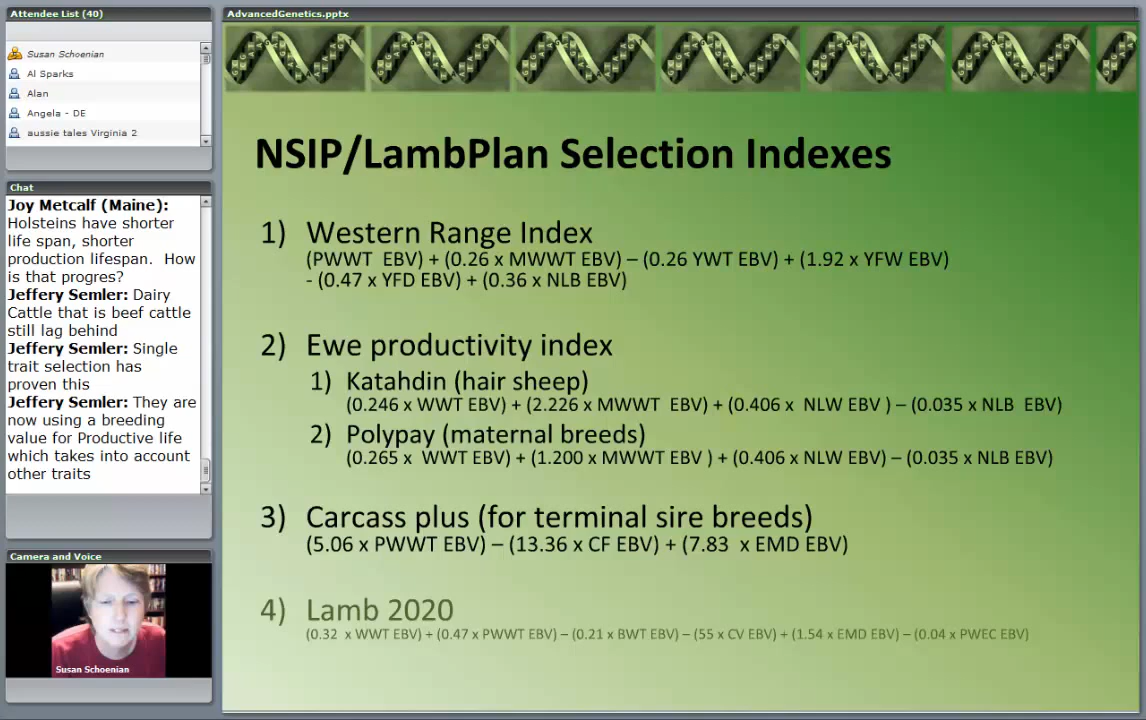 Attendee List (40)
Susan Schoenian
Al Sparks
Alan
Angela - DE
aussie tales Virginia 2
Chat
Joy Metcalf (Maine):
Holsteins have shorter
life span, shorter
production lifespan.  How
is that progres?
Jeffery Semler: Dairy
Cattle that is beef cattle
still lag behind
Jeffery Semler: Single
trait selection has
proven this
Jeffery Semler: They are
now using a breeding
value for Productive life
which takes into account
other traits
Camera and Voice
Susan Schoenian
AdvancedGenetics.pptx
NSIP/LambPlan Selection Indexes
1) Western Range Index
(PWWT  EBV) + (0.26 x MWWT EBV) – (0.26 YWT EBV) + (1.92 x YFW EBV)
- (0.47 x YFD EBV) + (0.36 x NLB EBV)
2) Ewe productivity index
1) Katahdin (hair sheep)
(0.246 x WWT EBV) + (2.226 x MWWT  EBV) + (0.406 x  NLW EBV ) – (0.035 x NLB  EBV)
2) Polypay (maternal breeds)
(0.265 x  WWT EBV) + (1.200 x MWWT EBV ) + (0.406 x NLW EBV) – (0.035 x NLB EBV)
3) Carcass plus (for terminal sire breeds)
(5.06 x PWWT EBV) – (13.36 x CF EBV) + (7.83  x EMD EBV)
4) Lamb 2020
(0.32  x WWT EBV) + (0.47 x PWWT EBV) – (0.21 x BWT EBV) – (55 x CV EBV) + (1.54 x EMD EBV) – (0.04 x PWEC EBV)